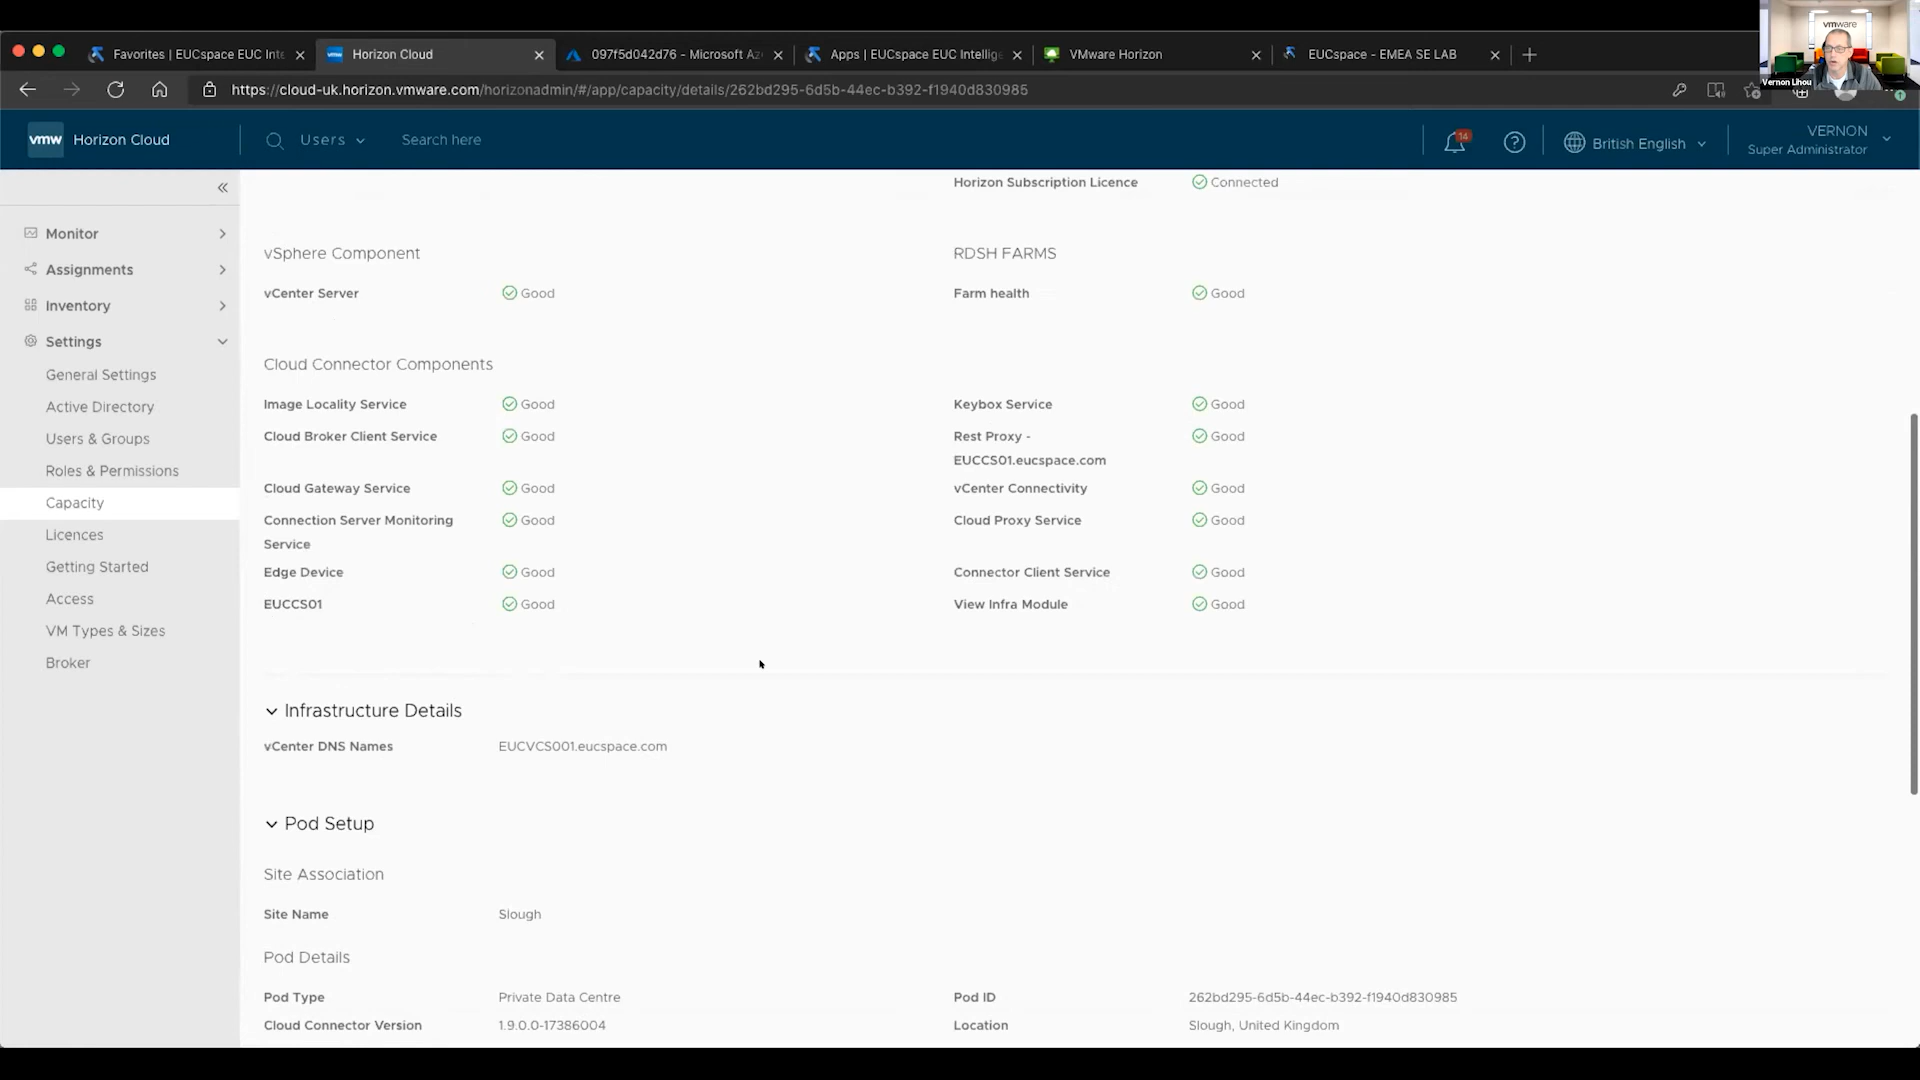 vmware
Vernon Lihou
Favorites | EUCspace EUC Inte
Horizon Cloud
097f5d042d76 - Microsoft Az
Apps | EUCspace EUC Intellig
VMware Horizon
EUCspace - EMEA SE LAB
https://cloud-uk.horizon.vmware.com/horizonadmin/#/app/capacity/details/262bd295-6d5b-44ec-b392-f1940d830985
vmw Horizon Cloud
Users
Search here
14
British English
VERNON
Super Administrator
Monitor
Assignments
Inventory
Settings
General Settings
Active Directory
Users & Groups
Roles & Permissions
Capacity
Licences
Getting Started
Access
VM Types & Sizes
Broker
Horizon Subscription Licence Connected
vSphere Component
RDSH FARMS
vCenter Server Good
Farm health Good
Cloud Connector Components
Image Locality Service Good
Keybox Service Good
Cloud Broker Client Service Good
Rest Proxy - Good
EUCCS01.eucspace.com
Cloud Gateway Service Good
vCenter Connectivity Good
Connection Server Monitoring Good
Service
Cloud Proxy Service Good
Edge Device Good
Connector Client Service Good
EUCCS01 Good
View Infra Module Good
Infrastructure Details
vCenter DNS Names EUCVCS001.eucspace.com
Pod Setup
Site Association
Site Name Slough
Pod Details
Pod Type Private Data Centre
Pod ID 262bd295-6d5b-44ec-b392-f1940d830985
Cloud Connector Version 1.9.0.0-17386004
Location Slough, United Kingdom